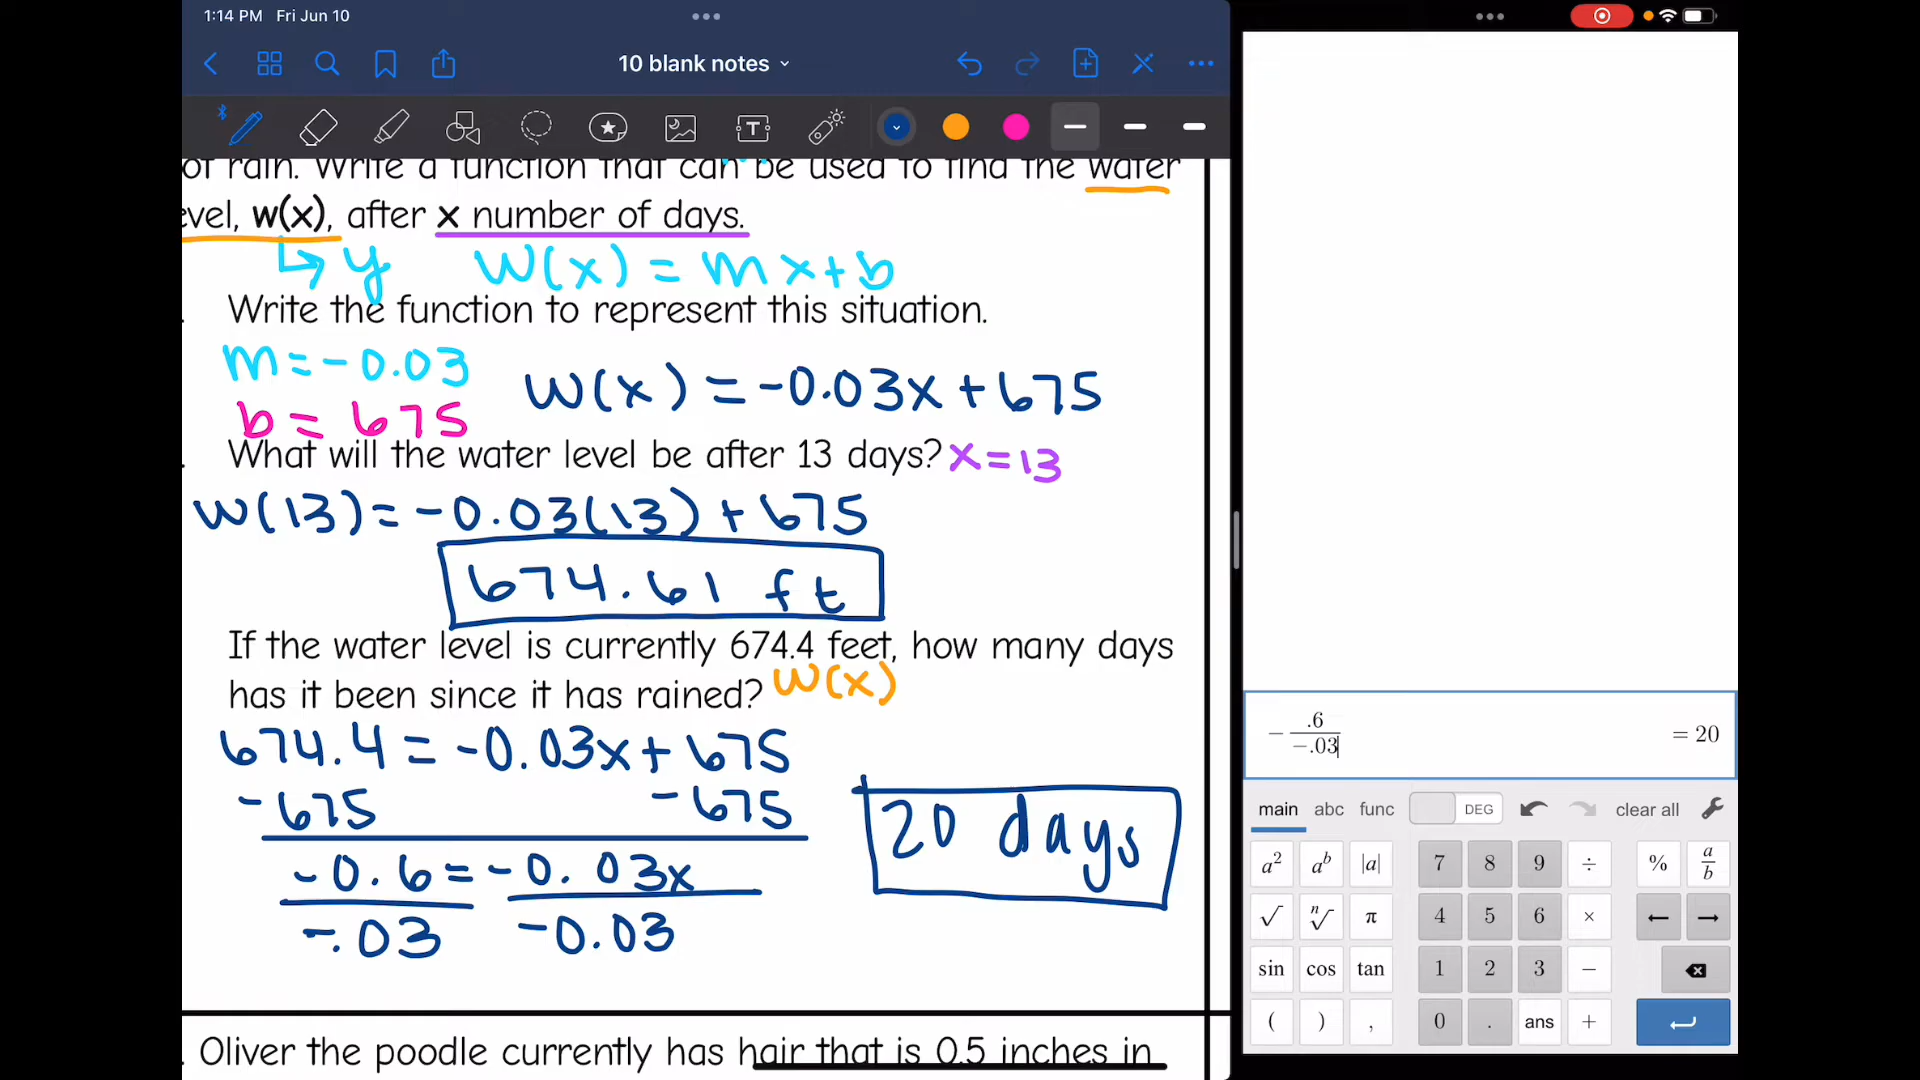 1:14 PM Fri Jun 10
10 blank notes
of rain. Write a function that can be used to find the water
evel, w(x), after x number of days.
y W(x) = mx+b
. Write the function to represent this situation.
m=-0.03
W(x) = -0.03x+675
b= 675
. What will the water level be after 13 days? x=13
W(13)=-0.03(13)+675
674.61 ft
If the water level is currently 674.4 feet, how many days
has it been since it has rained? W(x)
674.4=-0.03x+675
-675 -675
20 days
-0.6=-0.03x
-.03 -0.03
. Oliver the poodle currently has hair that is 0.5 inches in
- .6 / -.03 = 20
main abc func DEG clear all
a² aᵇ |a| 7 8 9 ÷ % a/b
√ ⁿ√ π 4 5 6 × ← →
sin cos tan 1 2 3 −
( ) , 0 . ans +